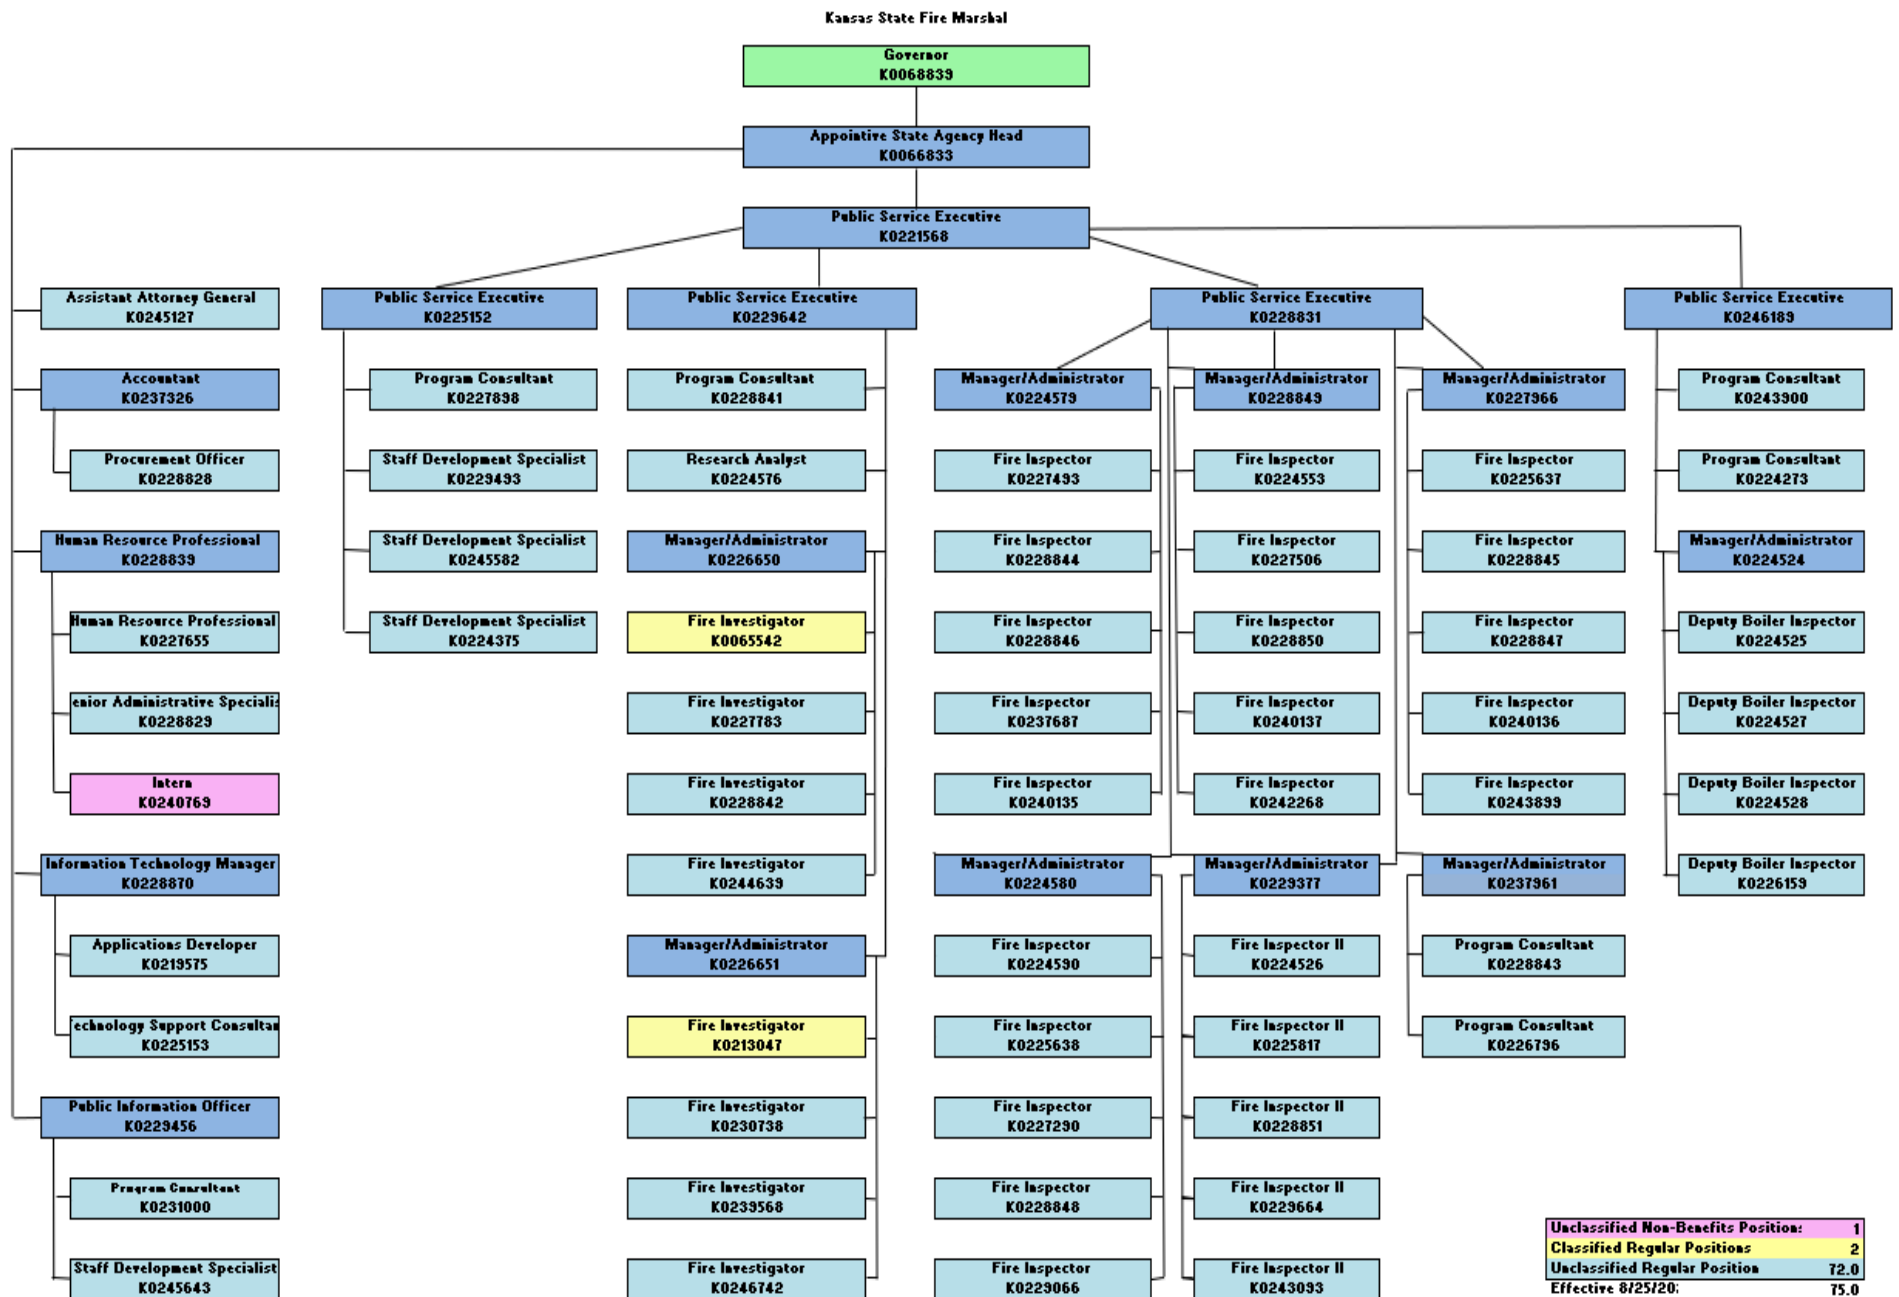 Kansas State Fire Marshal
Governor
K0068839
Appointive State Agency Head
K0066833
Public Service Executive
K0221568
Assistant Attorney General
K0245127
Accountant
K0237326
Procurement Officer
K0228828
Human Resource Professional
K0228839
Human Resource Professional
K0227655
enior Administrative Specialis
K0228829
Intern
K0240769
Information Technology Manager
K0228870
Applications Developer
K0219575
echnology Support Consultan
K0225153
Public Information Officer
K0229456
Program Consultant
K0231000
Staff Development Specialist
K0245643
Public Service Executive
K0225152
Program Consultant
K0227898
Staff Development Specialist
K0229493
Staff Development Specialist
K0245582
Staff Development Specialist
K0224375
Public Service Executive
K0229642
Program Consultant
K0228841
Research Analyst
K0224576
Manager/Administrator
K0226650
Fire Investigator
K0065542
Fire Investigator
K0227783
Fire Investigator
K0228842
Fire Investigator
K0244639
Manager/Administrator
K0226651
Fire Investigator
K0213047
Fire Investigator
K0230738
Fire Investigator
K0239568
Fire Investigator
K0246742
Public Service Executive
K0228831
Manager/Administrator
K0224579
Fire Inspector
K0227493
Fire Inspector
K0228844
Fire Inspector
K0228846
Fire Inspector
K0237687
Fire Inspector
K0240135
Manager/Administrator
K0224580
Fire Inspector
K0224590
Fire Inspector
K0225638
Fire Inspector
K0227290
Fire Inspector
K0228848
Fire Inspector
K0229066
Manager/Administrator
K0228849
Fire Inspector
K0224553
Fire Inspector
K0227506
Fire Inspector
K0228850
Fire Inspector
K0240137
Fire Inspector
K0242268
Manager/Administrator
K0229377
Fire Inspector II
K0224526
Fire Inspector II
K0225817
Fire Inspector II
K0228851
Fire Inspector II
K0229664
Fire Inspector II
K0243093
Manager/Administrator
K0227966
Fire Inspector
K0225637
Fire Inspector
K0228845
Fire Inspector
K0228847
Fire Inspector
K0240136
Fire Inspector
K0243899
Manager/Administrator
K0237961
Program Consultant
K0228843
Program Consultant
K0226796
Public Service Executive
K0246189
Program Consultant
K0243900
Program Consultant
K0224273
Manager/Administrator
K0224524
Deputy Boiler Inspector
K0224525
Deputy Boiler Inspector
K0224527
Deputy Boiler Inspector
K0224528
Deputy Boiler Inspector
K0226159
Unclassified Non-Benefits Position: 1
Classified Regular Positions 2
Unclassified Regular Position 72.0
Effective 8/25/20: 75.0